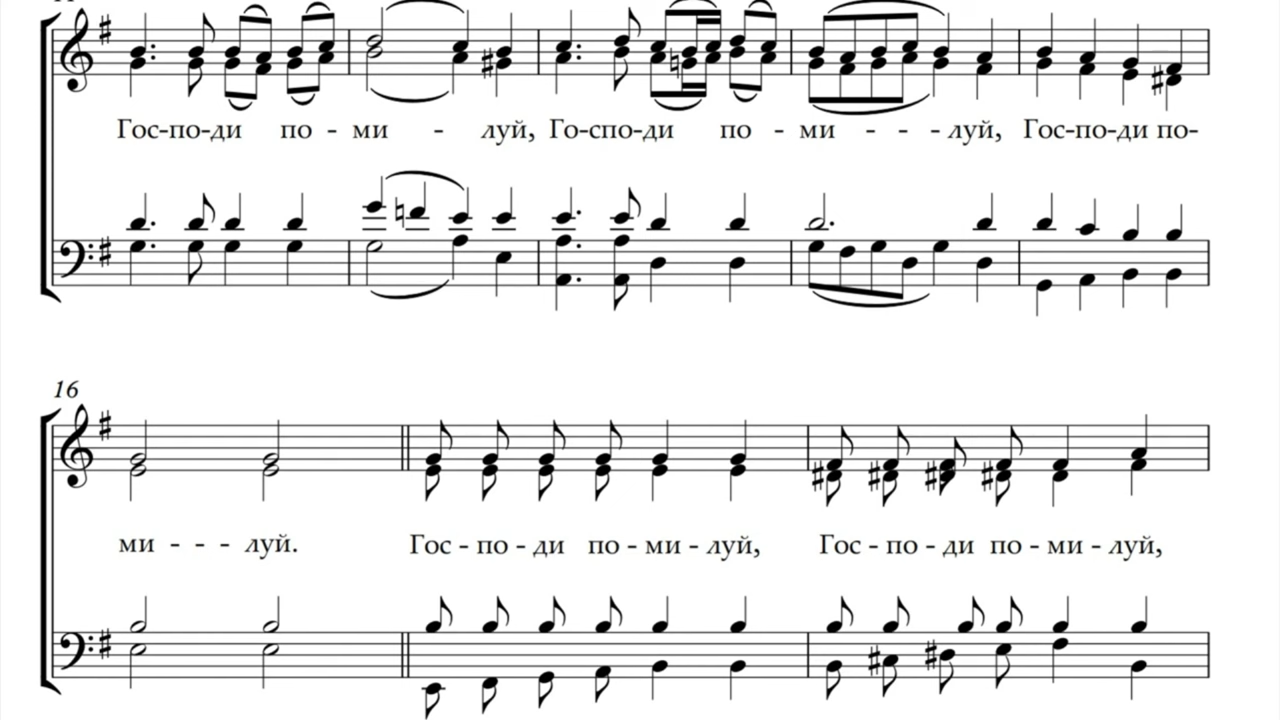 Гос-по-ди по - ми - луй, Го-спо-ди по - ми - - - луй, Гос-по-ди по-
16
ми - - - луй. Гос - по - ди по - ми - луй, Гос - по - ди по - ми - луй,